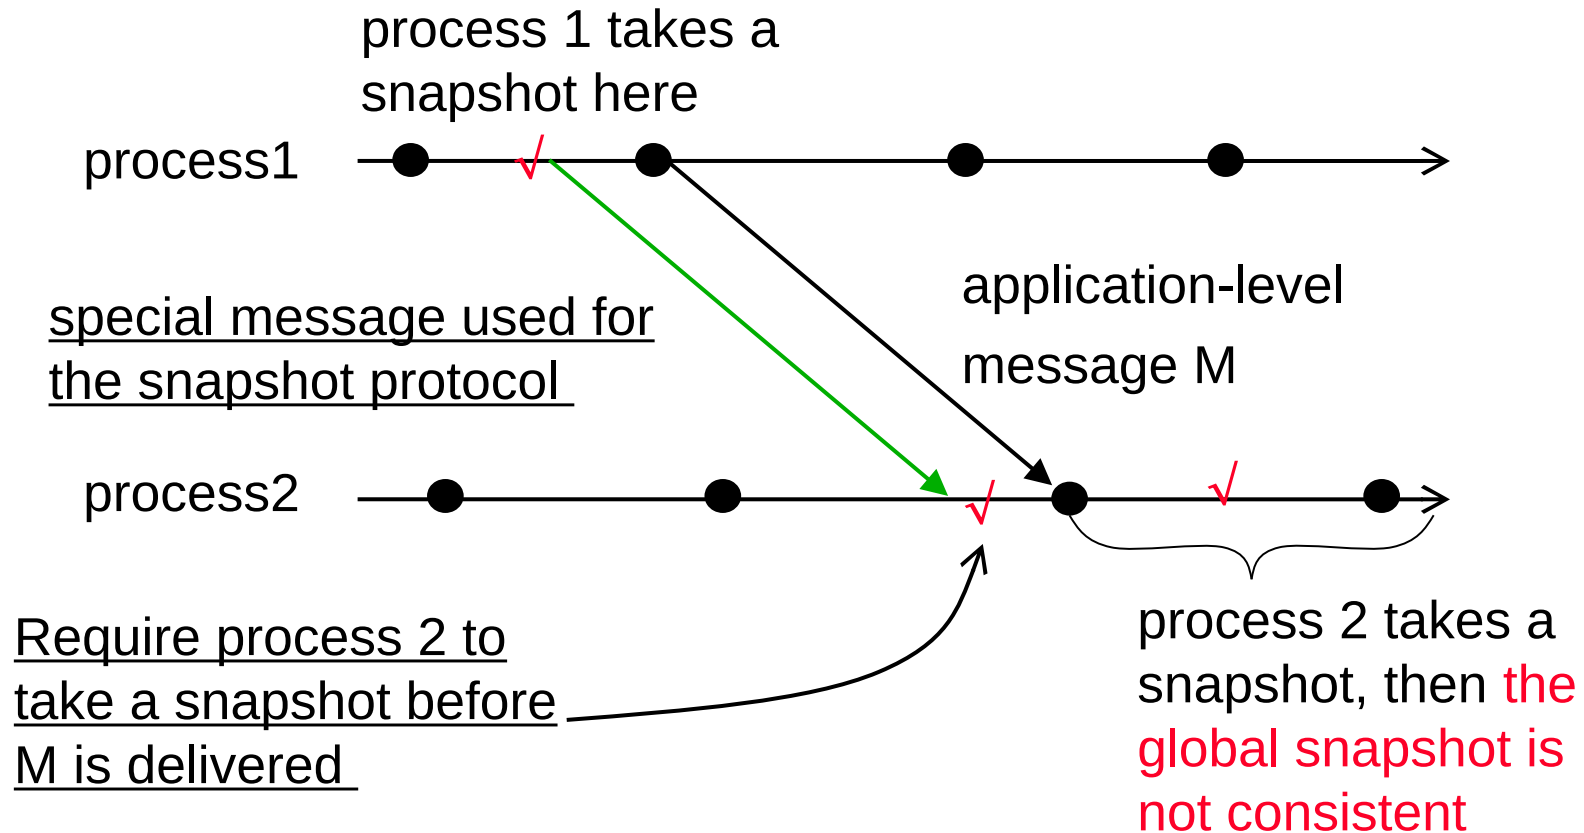 process 1 takes a
snapshot here
process1
application-level
special message used for
message M
the snapshot protocol
process2
Require process 2 to
process 2 takes a
take a snapshot before
snapshot, then the
M is delivered
global snapshot is
not consistent